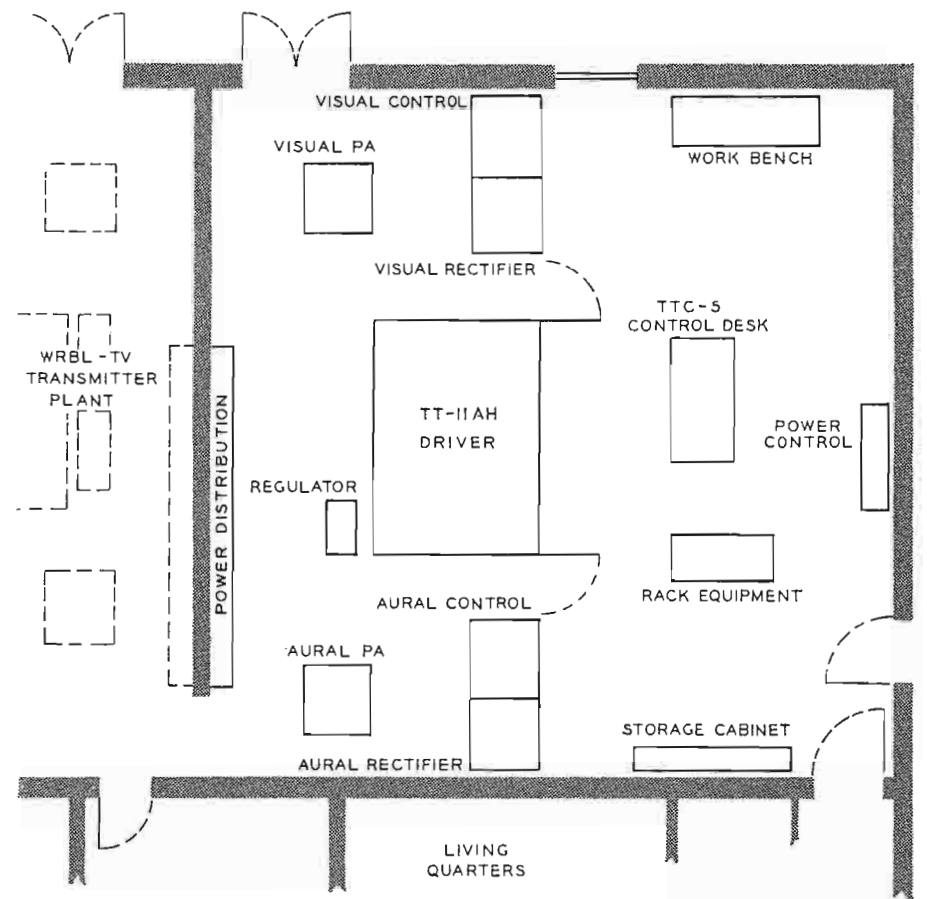 VISUAL CONTROL
VISUAL PA
WORK BENCH
VISUAL RECTIFIER
TTC-5
CONTROL DESK
WRBL-TV
TRANSMITTER
PLANT
TT-11AH
DRIVER
POWER
CONTROL
POWER DISTRIBUTION
REGULATOR
RACK EQUIPMENT
AURAL CONTROL
AURAL PA
STORAGE CABINET
AURAL RECTIFIER
LIVING
QUARTERS